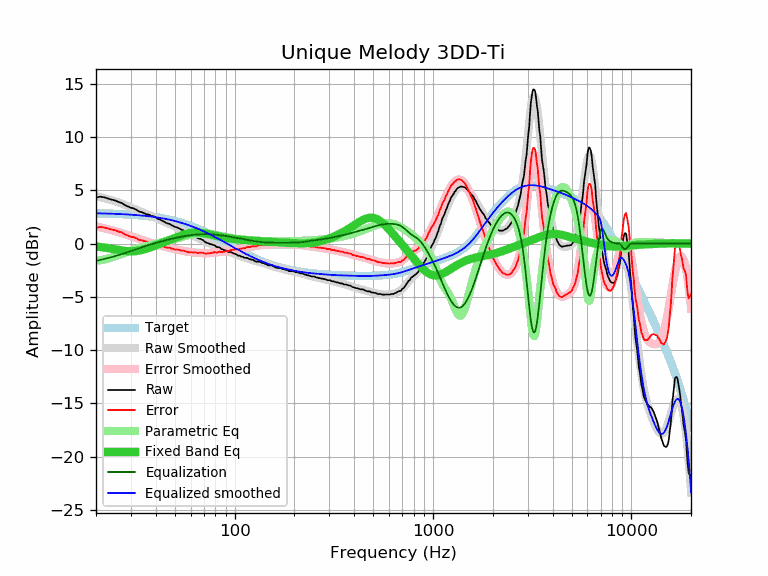 Unique Melody 3DD-Ti
15
10
5
0
−5
−10
−15
−20
−25
Amplitude (dBr)
Target
Raw Smoothed
Error Smoothed
Raw
Error
Parametric Eq
Fixed Band Eq
Equalization
Equalized smoothed
100 1000 10000
Frequency (Hz)